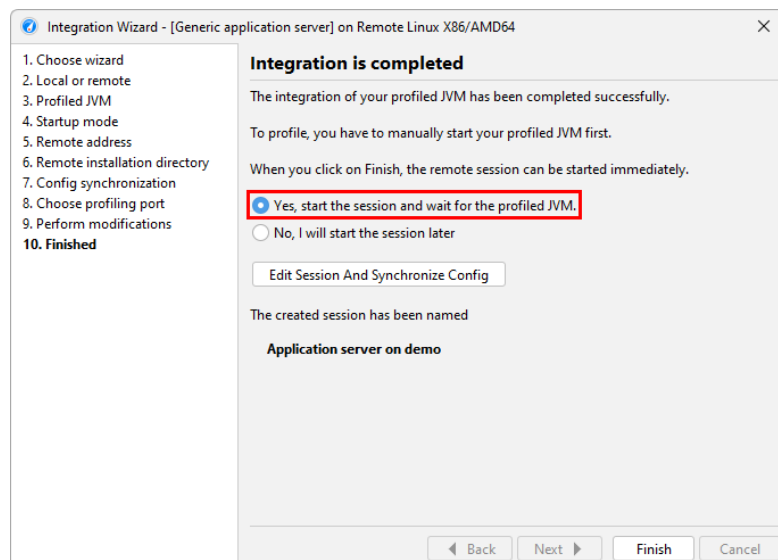 Integration Wizard - [Generic application server] on Remote Linux X86/AMD64
1. Choose wizard
2. Local or remote
3. Profiled JVM
4. Startup mode
5. Remote address
6. Remote installation directory
7. Config synchronization
8. Choose profiling port
9. Perform modifications
10. Finished
Integration is completed
The integration of your profiled JVM has been completed successfully.
To profile, you have to manually start your profiled JVM first.
When you click on Finish, the remote session can be started immediately.
Yes, start the session and wait for the profiled JVM.
No, I will start the session later
Edit Session And Synchronize Config
The created session has been named
Application server on demo
Back Next Finish Cancel